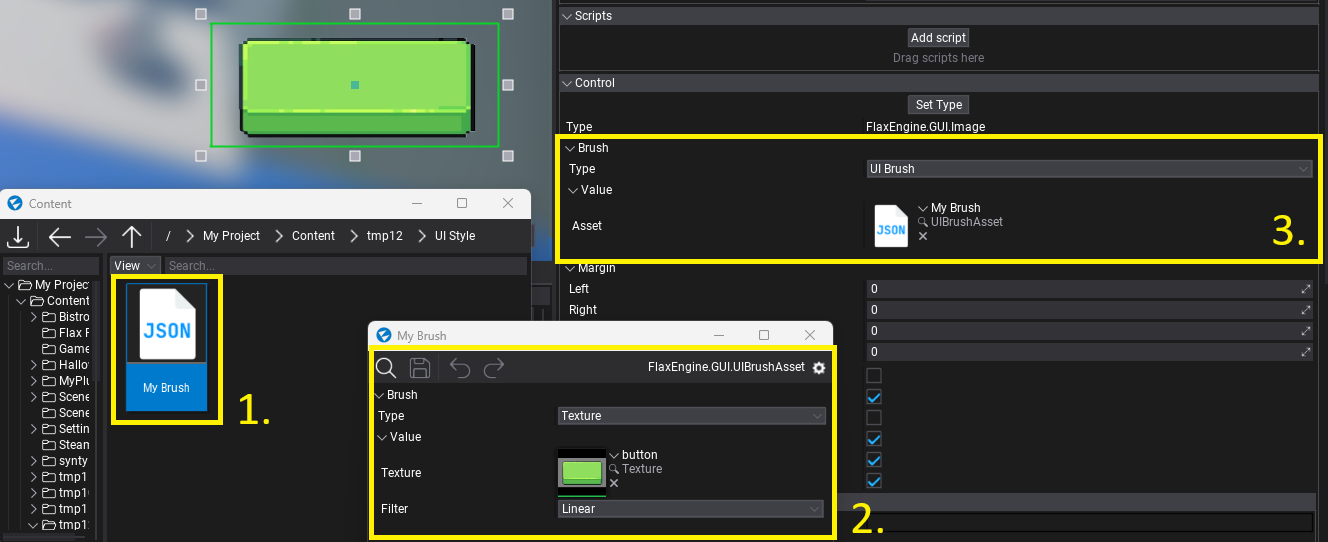 Scripts
Add script
Drag scripts here
Control
Set Type
Type FlaxEngine.GUI.Image
Brush
Type UI Brush
Value
Asset JSON My Brush
UIBrushAsset
3.
Margin
Left 0
Right 0
0
0
Content
/ My Project Content tmp12 UI Style
Search... View Search...
My Project
Content
Bistro
Flax F
Game
Hallo
MyPlu
Scene
Scene
Settin
Steam
synty
tmp1
tmp1
tmp1
tmp12
JSON
My Brush
1.
My Brush
FlaxEngine.GUI.UIBrushAsset
Brush
Type Texture
Value
Texture button
Texture
Filter Linear
2.